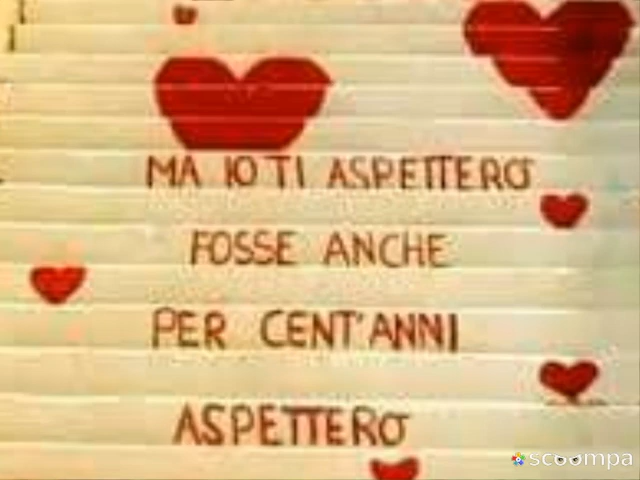 MA IO TI ASPETTERÒ
FOSSE ANCHE
PER CENT'ANNI
ASPETTERÒ
scoompa